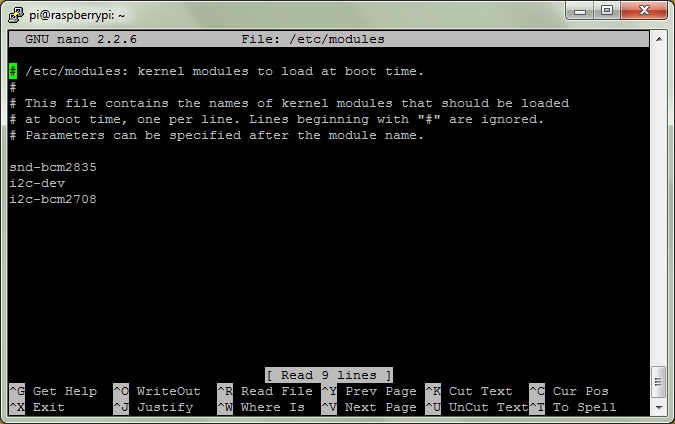 pi@raspberrypi: ~
GNU nano 2.2.6 File: /etc/modules
# /etc/modules: kernel modules to load at boot time.
#
# This file contains the names of kernel modules that should be loaded
# at boot time, one per line. Lines beginning with "#" are ignored.
# Parameters can be specified after the module name.
snd-bcm2835
i2c-dev
i2c-bcm2708
[ Read 9 lines ]
^G Get Help ^O WriteOut ^R Read File ^Y Prev Page ^K Cut Text ^C Cur Pos
^X Exit ^J Justify ^W Where Is ^V Next Page ^U UnCut Text ^T To Spell